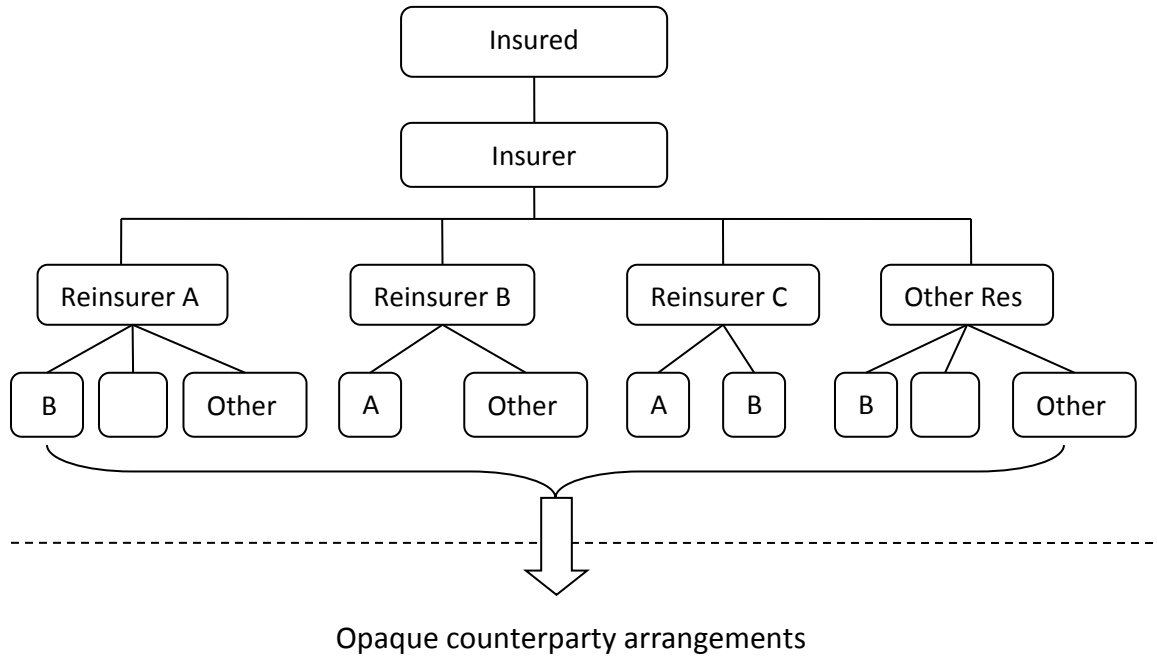 Insured
Insurer
Reinsurer A
Reinsurer B
Reinsurer C
Other Res
B
Other
A
Other
A
B
B
Other
Opaque counterparty arrangements